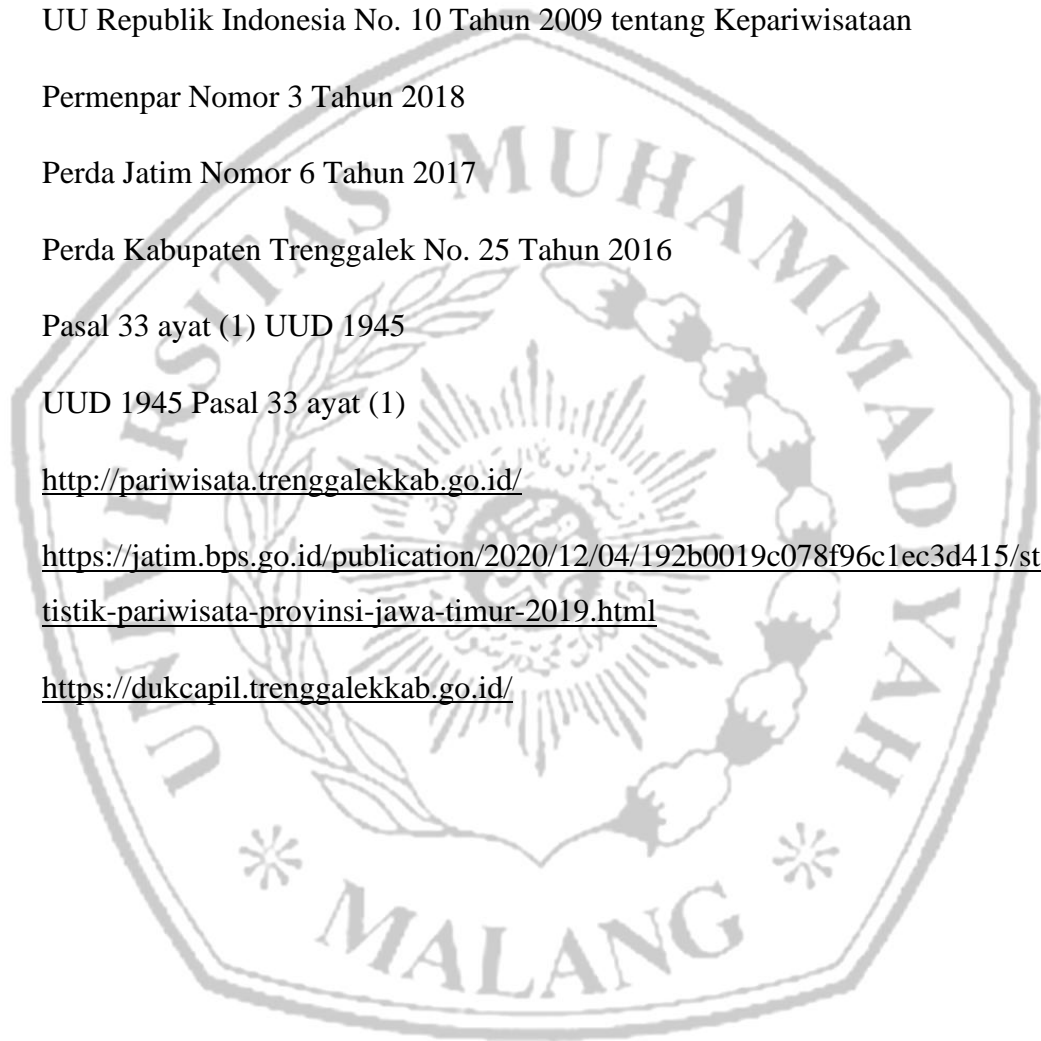 UU Republik Indonesia No. 10 Tahun 2009 tentang Kepariwisataan
Permenpar Nomor 3 Tahun 2018
Perda Jatim Nomor 6 Tahun 2017
Perda Kabupaten Trenggalek No. 25 Tahun 2016
Pasal 33 ayat (1) UUD 1945
UUD 1945 Pasal 33 ayat (1)
http://pariwisata.trenggalekkab.go.id/
https://jatim.bps.go.id/publication/2020/12/04/192b0019c078f96c1ec3d415/st
tistik-pariwisata-provinsi-jawa-timur-2019.html
https://dukcapil.trenggalekkab.go.id/
UNIVERSITAS MUHAMMADIYAH
MALANG